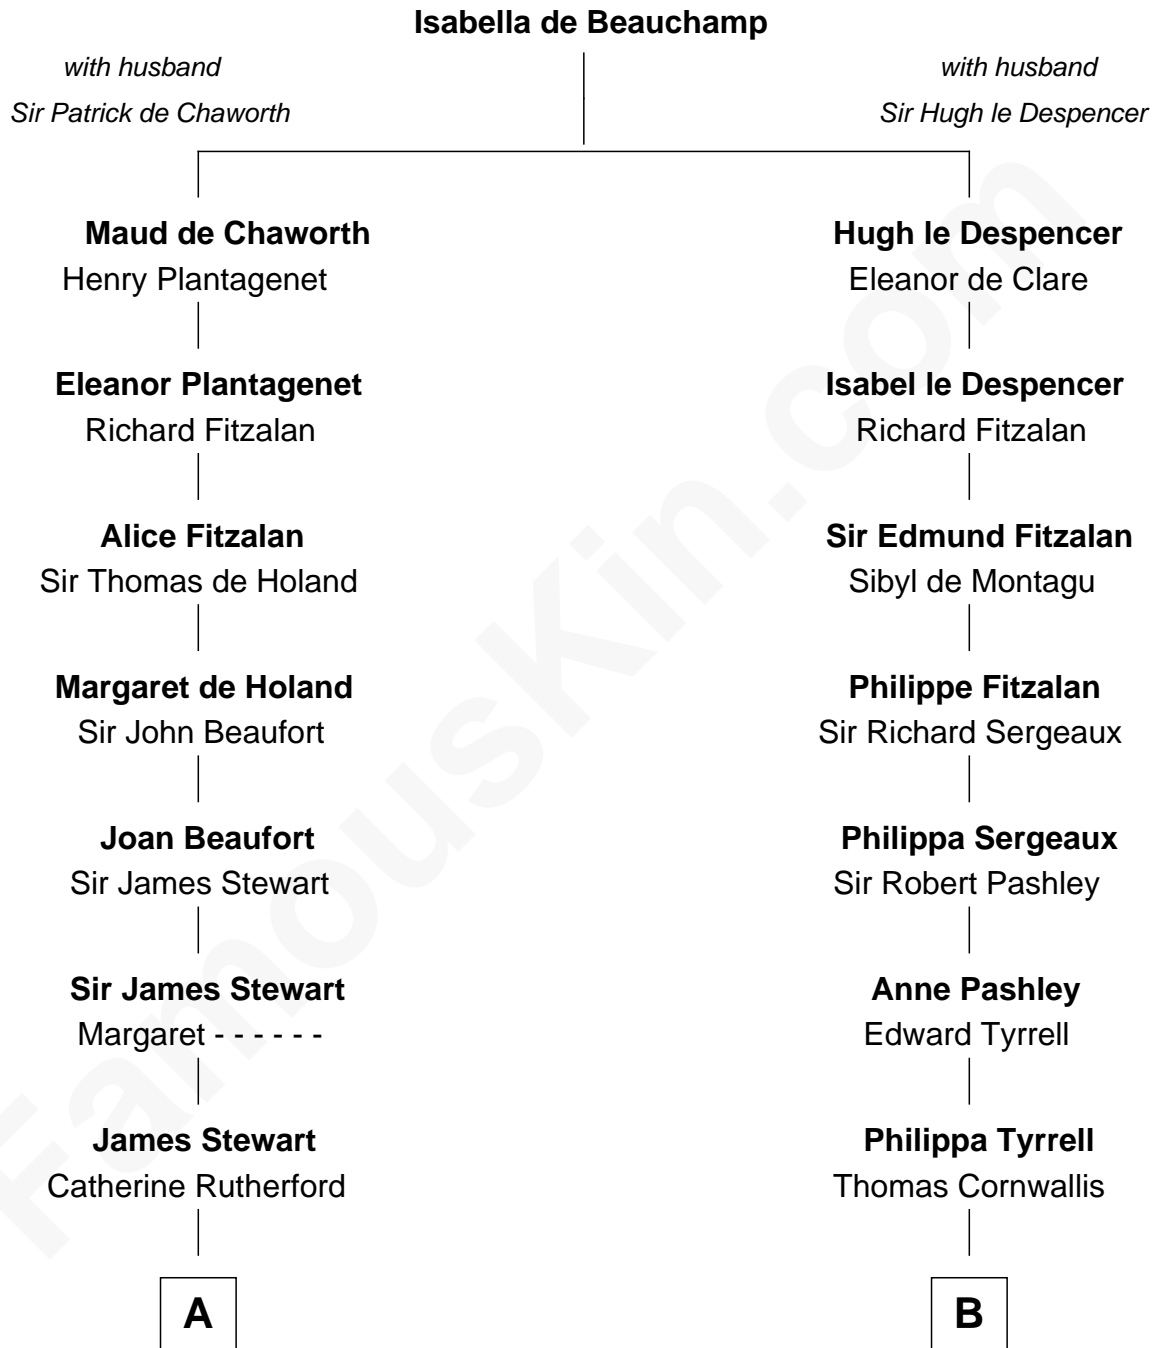 Isabella de Beauchamp
with husband
Sir Patrick de Chaworth
with husband
Sir Hugh le Despencer
Maud de Chaworth
Henry Plantagenet
Hugh le Despencer
Eleanor de Clare
Eleanor Plantagenet
Richard Fitzalan
Isabel le Despencer
Richard Fitzalan
Alice Fitzalan
Sir Thomas de Holand
Sir Edmund Fitzalan
Sibyl de Montagu
Margaret de Holand
Sir John Beaufort
Philippe Fitzalan
Sir Richard Sergeaux
Joan Beaufort
Sir James Stewart
Philippa Sergeaux
Sir Robert Pashley
Sir James Stewart
Margaret - - - - - -
Anne Pashley
Edward Tyrrell
James Stewart
Catherine Rutherford
Philippa Tyrrell
Thomas Cornwallis
A
B
FamousKin.com